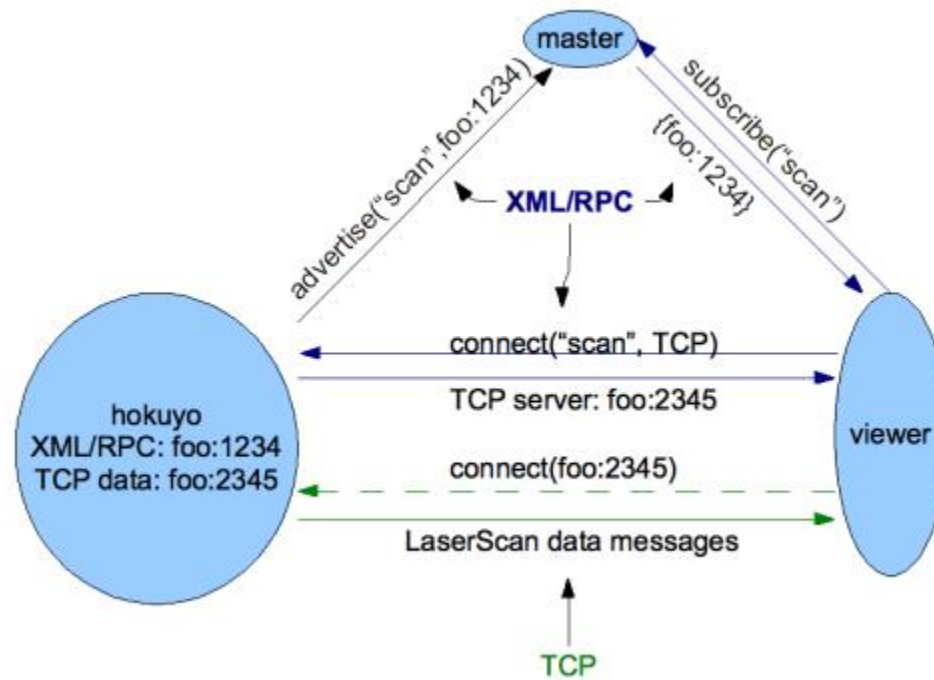 master
advertise(“scan”,foo:1234)
subscribe(“scan”)
{foo:1234}
XML/RPC
connect(“scan”, TCP)
TCP server: foo:2345
hokuyo
XML/RPC: foo:1234
TCP data: foo:2345
viewer
connect(foo:2345)
LaserScan data messages
TCP